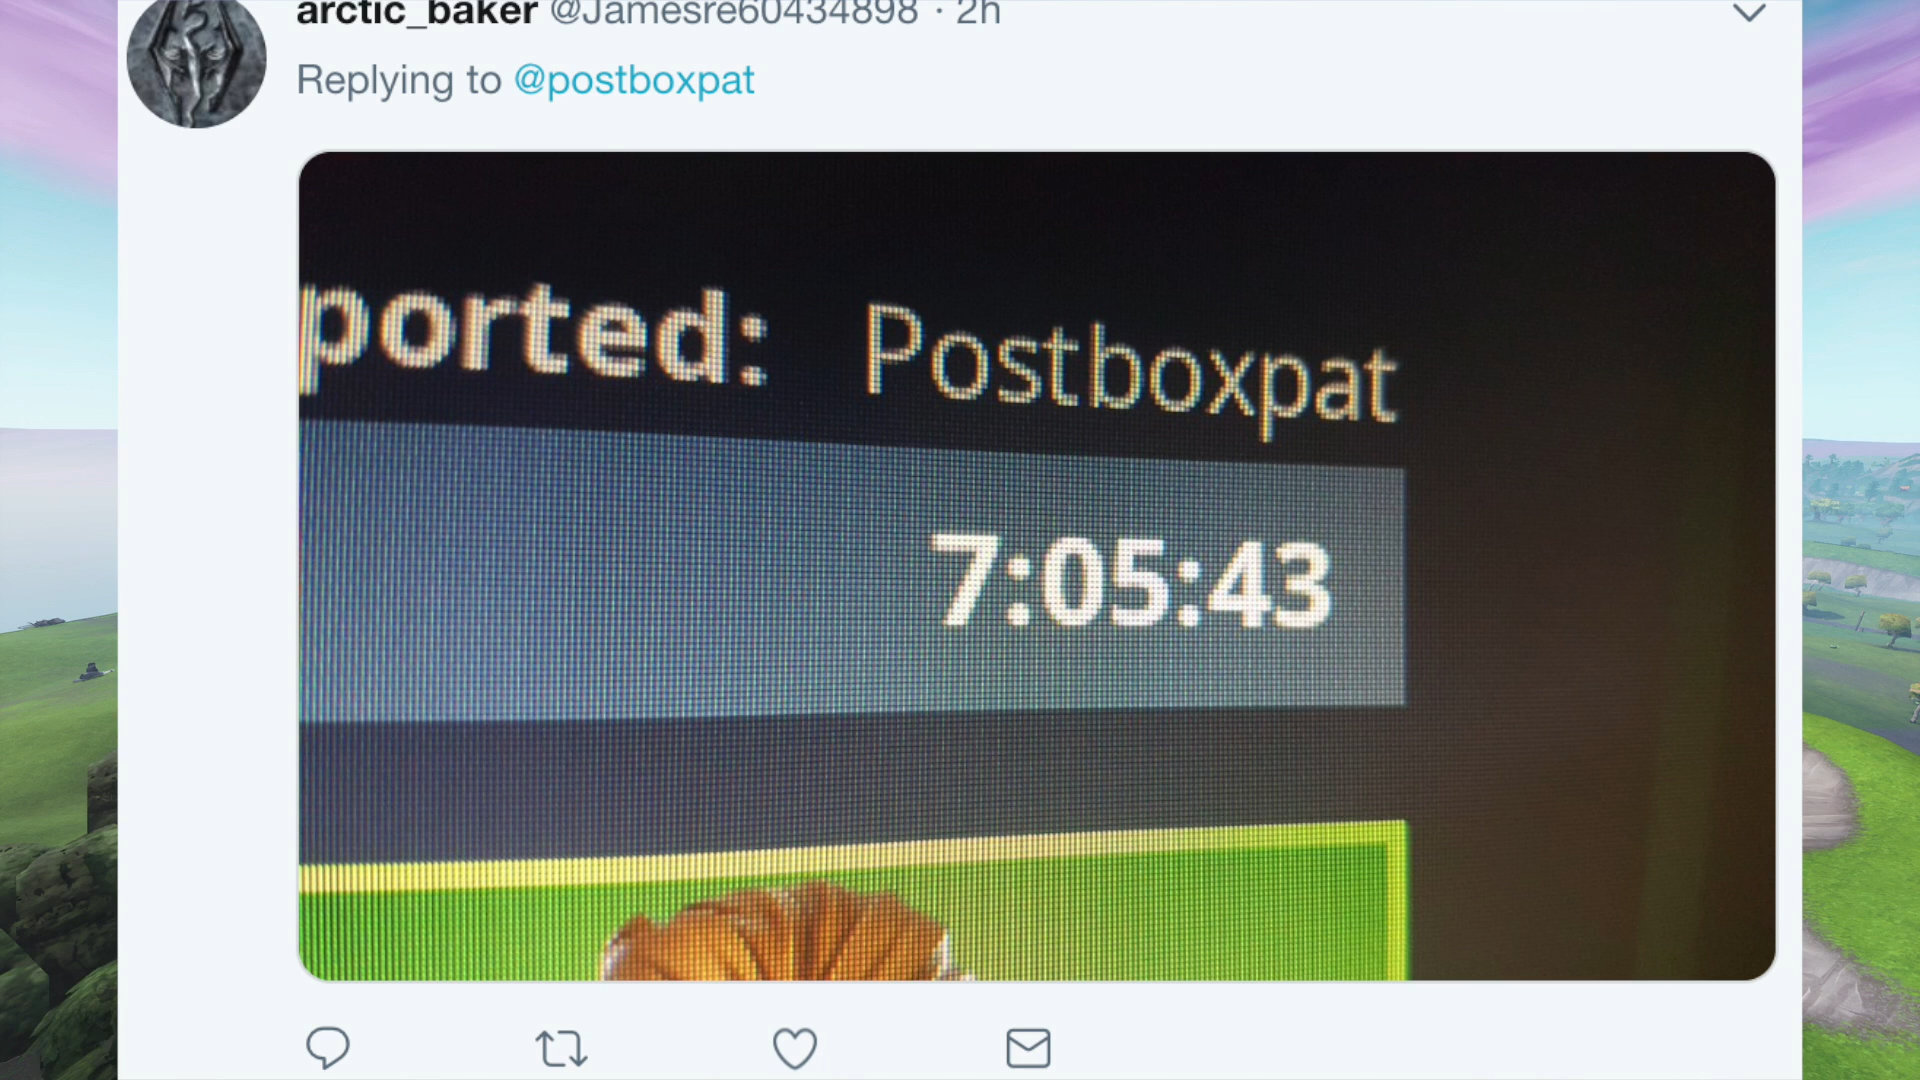 arctic_baker @Jamesre60434898 · 2h
Replying to @postboxpat
ported: Postboxpat
7:05:43